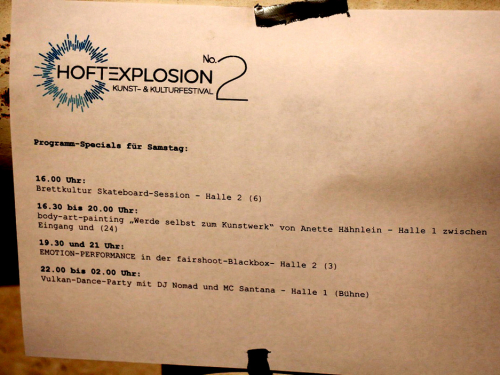 HOFTEXPLOSION No. 2
KUNST- & KULTURFESTIVAL
Programm-Specials für Samstag:
16.00 Uhr:
Brettkultur Skateboard-Session - Halle 2 (6)
16.30 bis 20.00 Uhr:
body-art-painting „Werde selbst zum Kunstwerk" von Anette Hähnlein - Halle 1 zwischen
Eingang und (24)
19.30 und 21 Uhr:
EMOTION-PERFORMANCE in der fairshoot-Blackbox- Halle 2 (3)
22.00 bis 02.00 Uhr:
Vulkan-Dance-Party mit DJ Nomad und MC Santana - Halle 1 (Bühne)